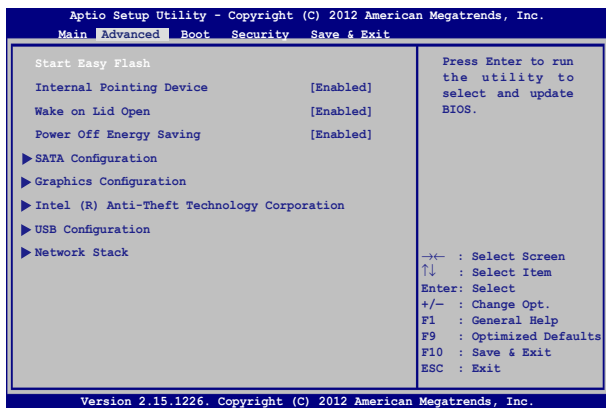 Aptio Setup Utility - Copyright (C) 2012 American Megatrends, Inc.
Main Advanced Boot Security Save & Exit
Start Easy Flash
Internal Pointing Device [Enabled]
Wake on Lid Open [Enabled]
Power Off Energy Saving [Enabled]
SATA Configuration
Graphics Configuration
Intel (R) Anti-Theft Technology Corporation
USB Configuration
Network Stack
Press Enter to run
the utility to
select and update
BIOS.
→← : Select Screen
↑↓ : Select Item
Enter: Select
+/— : Change Opt.
F1 : General Help
F9 : Optimized Defaults
F10 : Save & Exit
ESC : Exit
Version 2.15.1226. Copyright (C) 2012 American Megatrends, Inc.